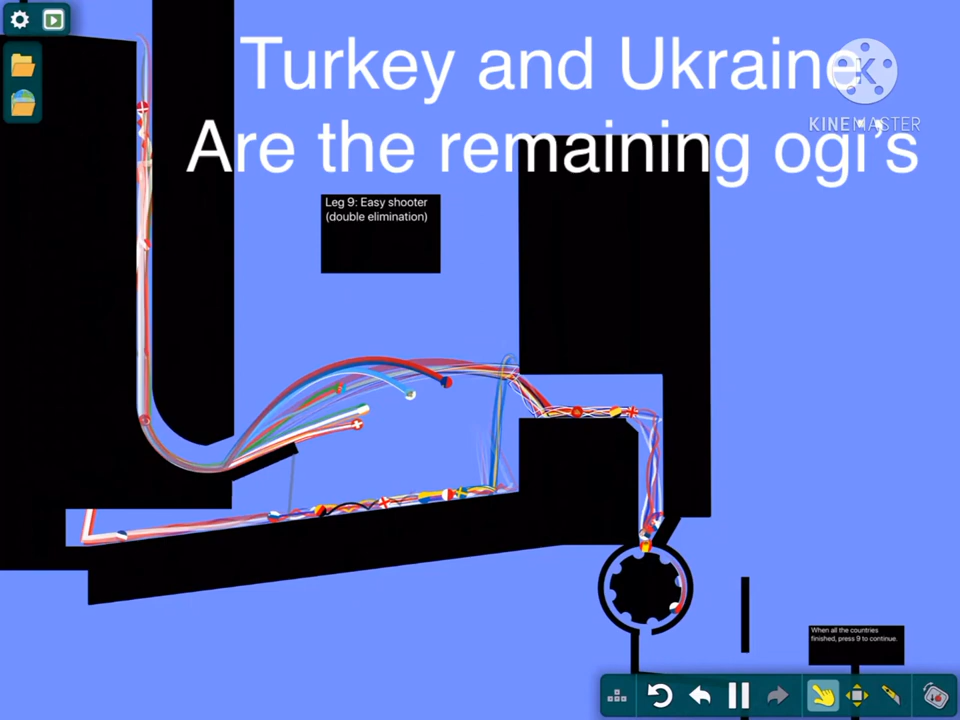 Turkey and Ukraine
Are the remaining ogi's
K
KINEMASTER
Leg 9: Easy shooter
(double elimination)
When all the countries
finished, press 9 to continue.